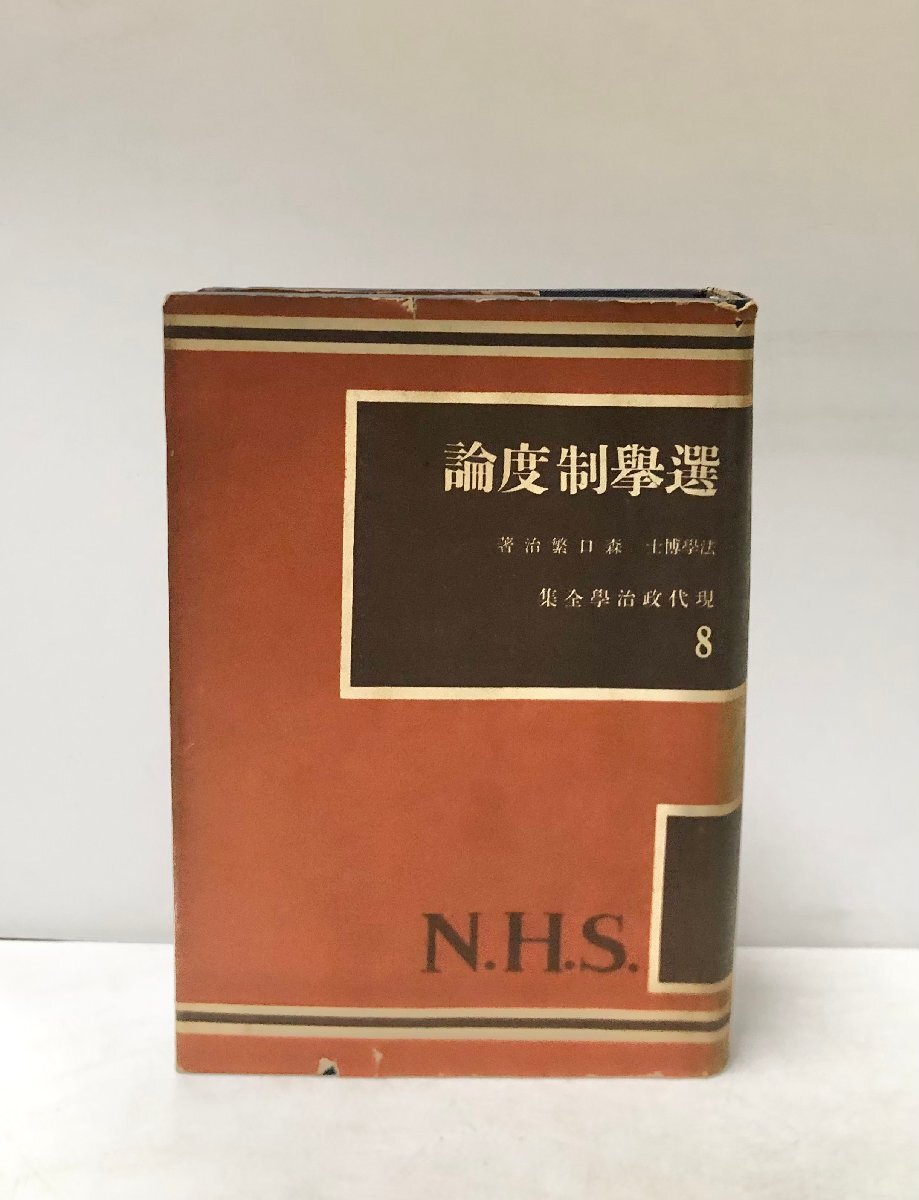 選擧制度論
法學博士 森口繁治著
現代政治學全集
8
N.H.S.